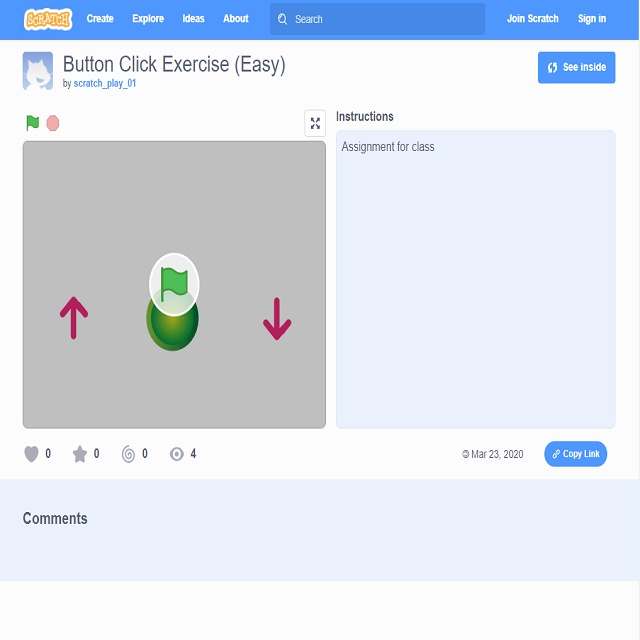 SCRATCH Create Explore Ideas About Search Join Scratch Sign in
Button Click Exercise (Easy)
by scratch_play_01
See inside
Instructions
Assignment for class
0 0 0 4
© Mar 23, 2020
Copy Link
Comments